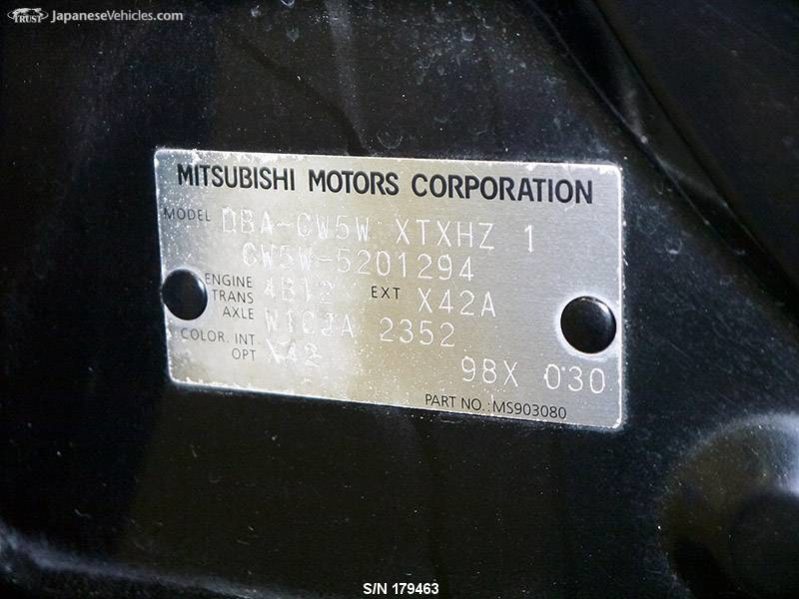 TRUST JapaneseVehicles.com
MITSUBISHI MOTORS CORPORATION
MODEL DBA-CW5W XTXHZ 1
CW5W-5201294
ENGINE 4B12 EXT X42A
TRANS
AXLE W1CJA 2352
COLOR. INT. X42
OPT 98X 030
PART NO.:MS903080
S/N 179463